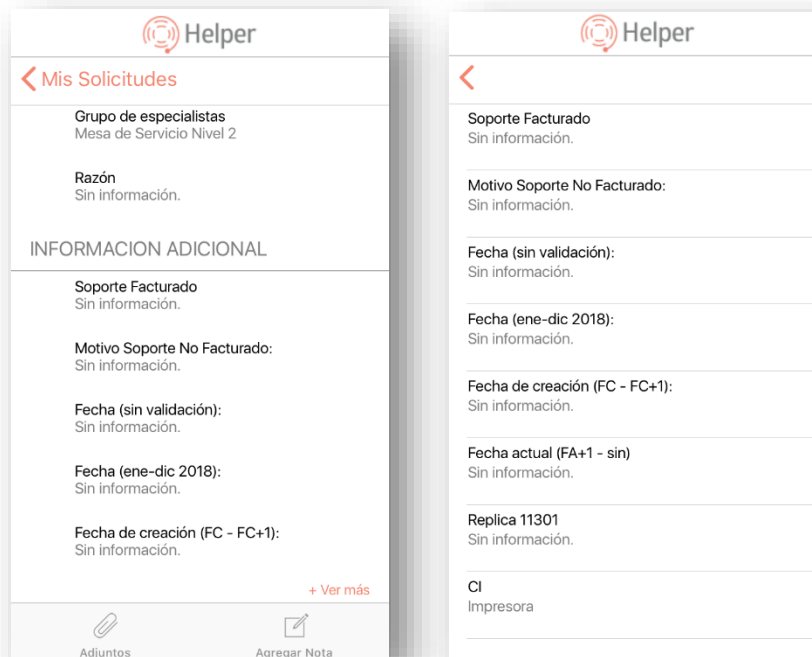 Helper
Mis Solicitudes
Grupo de especialistas
Mesa de Servicio Nivel 2
Razón
Sin información.
INFORMACION ADICIONAL
Soporte Facturado
Sin información.
Motivo Soporte No Facturado:
Sin información.
Fecha (sin validación):
Sin información.
Fecha (ene-dic 2018):
Sin información.
Fecha de creación (FC - FC+1):
Sin información.
+ Ver más
Adjuntos
Agregar Nota
Helper
Soporte Facturado
Sin información.
Motivo Soporte No Facturado:
Sin información.
Fecha (sin validación):
Sin información.
Fecha (ene-dic 2018):
Sin información.
Fecha de creación (FC - FC+1):
Sin información.
Fecha actual (FA+1 - sin)
Sin información.
Replica 11301
Sin información.
CI
Impresora